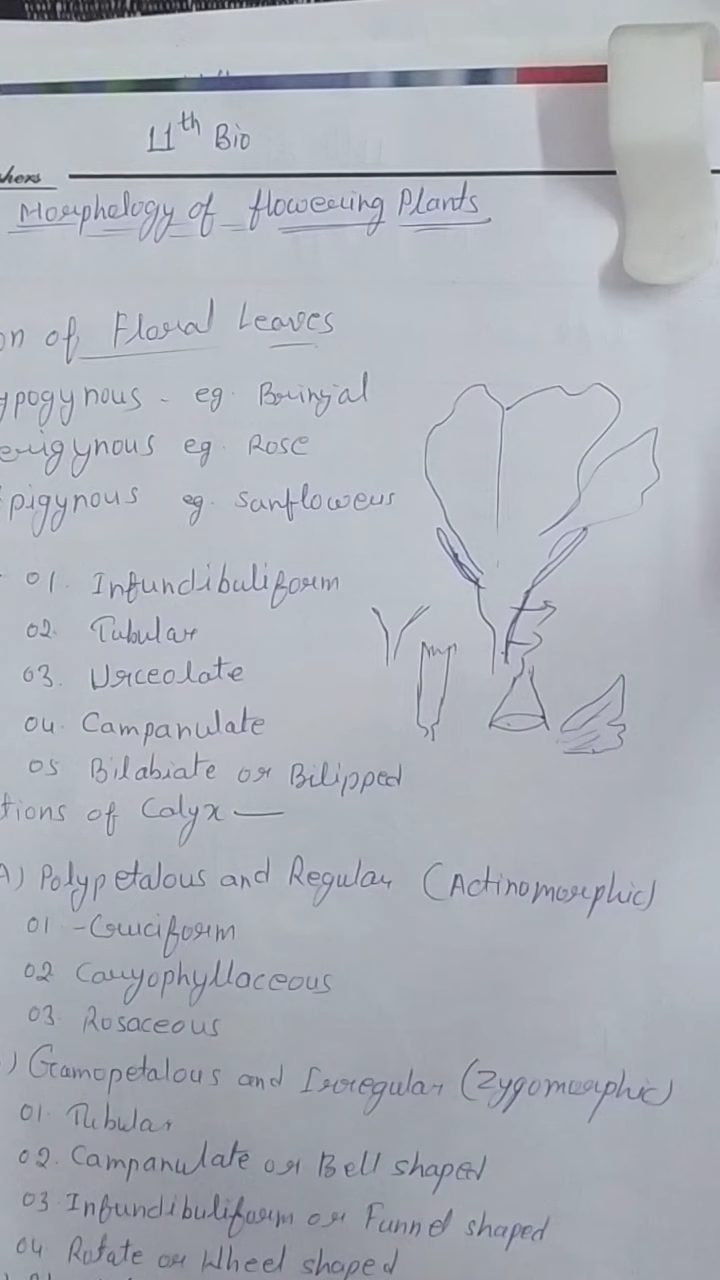 11th Bio
hers
Morphology of flowering Plants
on of Floral Leaves
ypogynous - eg. Brinjal
erigynous eg. Rose
pigynous eg. Sunflowers
01. Infundibuliform
02. Tubular
03. Urceolate
04. Campanulate
05 Bilabiate or Bilipped
tions of Calyx —
A) Polypetalous and Regular (Actinomorphic)
01 - Cruciform
02 Caryophyllaceous
03. Rosaceous
) Gamopetalous and Irregular (Zygomorphic)
01. Tubular
02. Campanulate or Bell shaped
03. Infundibuliform or Funnel shaped
04 Rotate or Wheel shaped